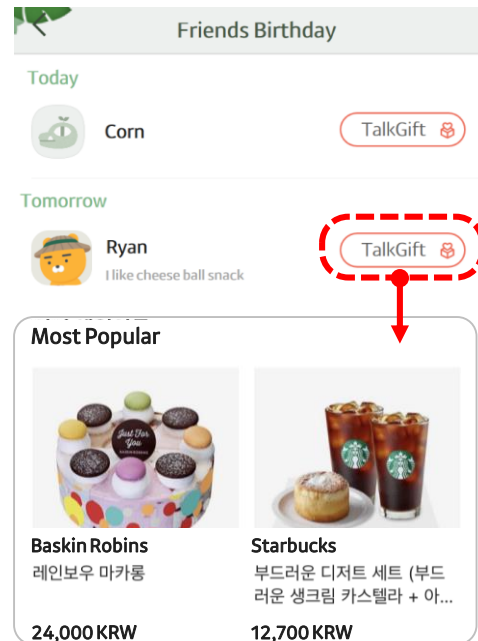 Friends Birthday
Today
Corn
TalkGift
Tomorrow
Ryan
TalkGift
I like cheese ball snack
Most Popular
Just For
You
BASKIN ROBBINS
Baskin Robins
레인보우 마카롱
24,000 KRW
Starbucks
부드러운 디저트 세트 (부드
러운 생크림 카스텔라 + 아...
12,700 KRW